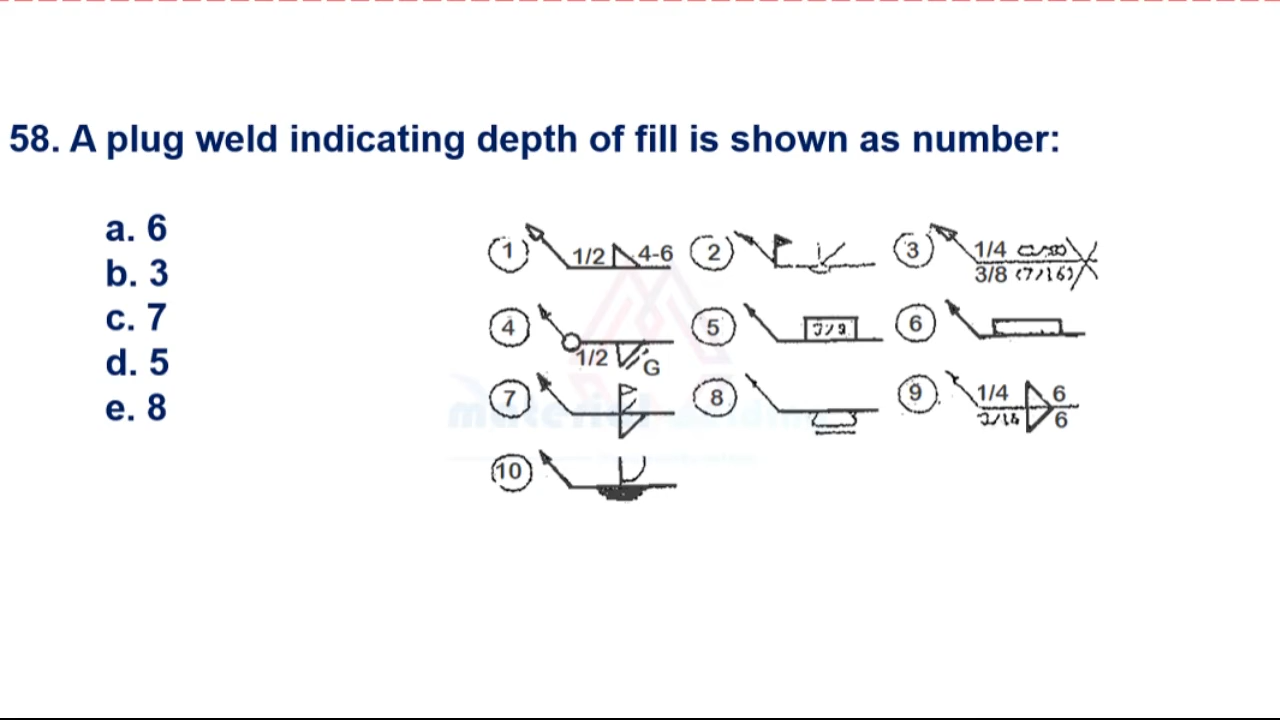 58. A plug weld indicating depth of fill is shown as number:
a. 6
b. 3
c. 7
d. 5
e. 8
1 1/2 4-6
2
3 1/4
3/8 (7/16)
4 1/2 G
5
6
7
8
9 1/4 6
6
10